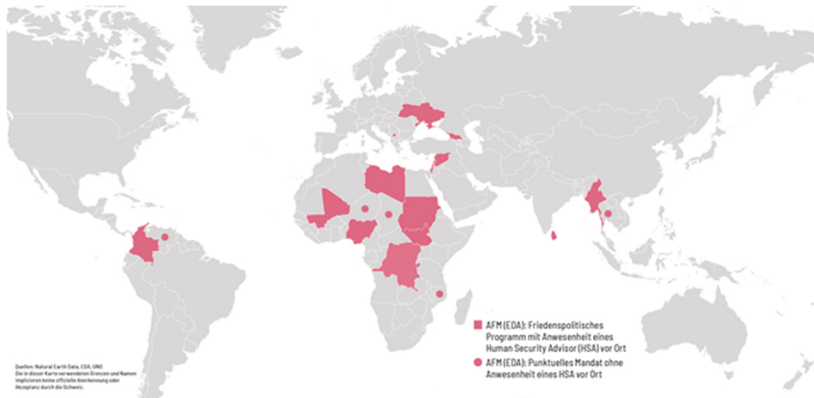 AFM (EDA): Friedenspolitisches
Programm mit Anwesenheit eines
Human Security Advisor (HSA) vor Ort
AFM (EDA): Punktuelles Mandat ohne
Anwesenheit eines HSA vor Ort
Quellen: Natural Earth Data, EDA, UNO
Die in dieser Karte verwendeten Grenzen und Namen
implizieren keine offizielle Anerkennung oder
Akzeptanz durch die Schweiz.